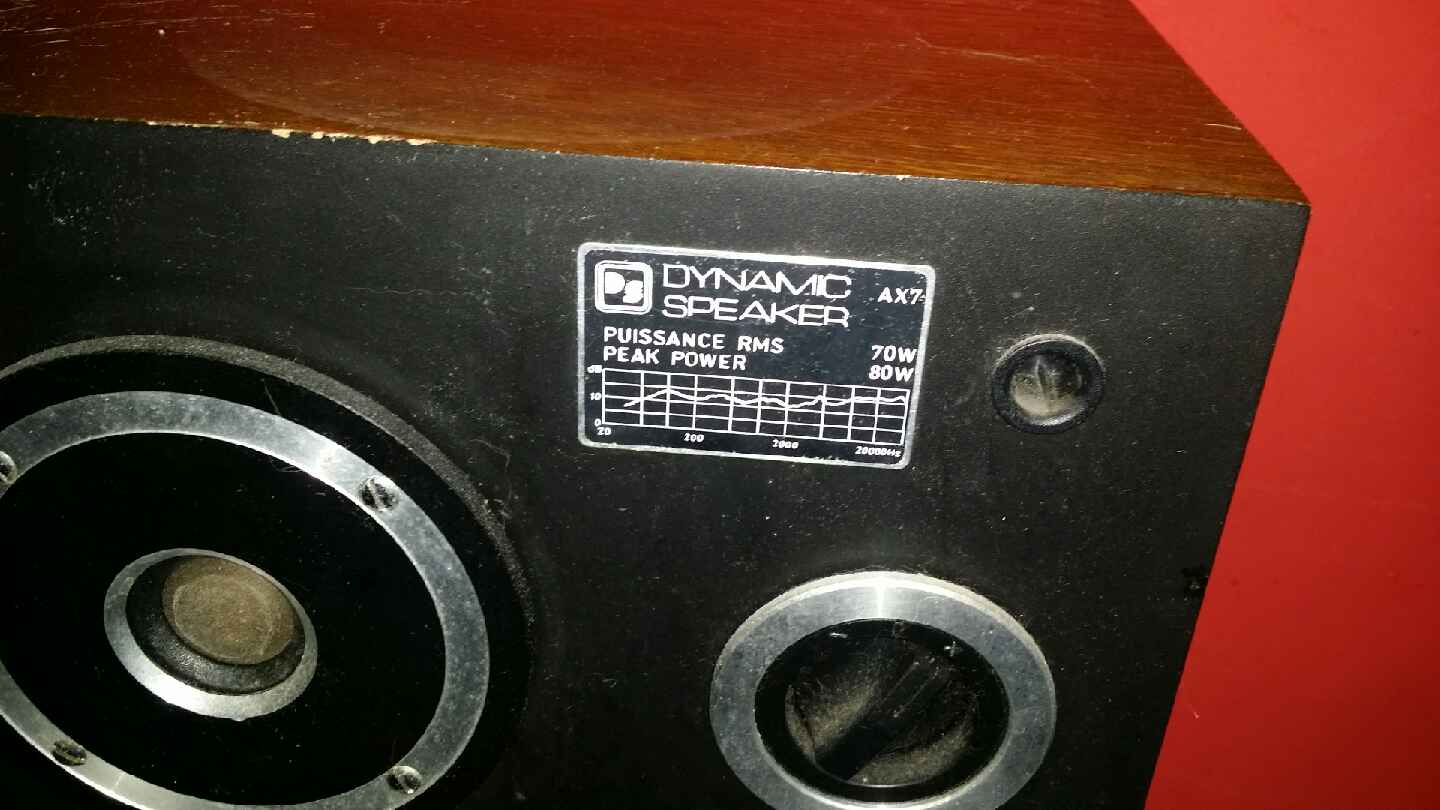 DS DYNAMIC AX7
SPEAKER
PUISSANCE RMS 70W
PEAK POWER 80W
dB
10
0
20 200 2000 20000Hz